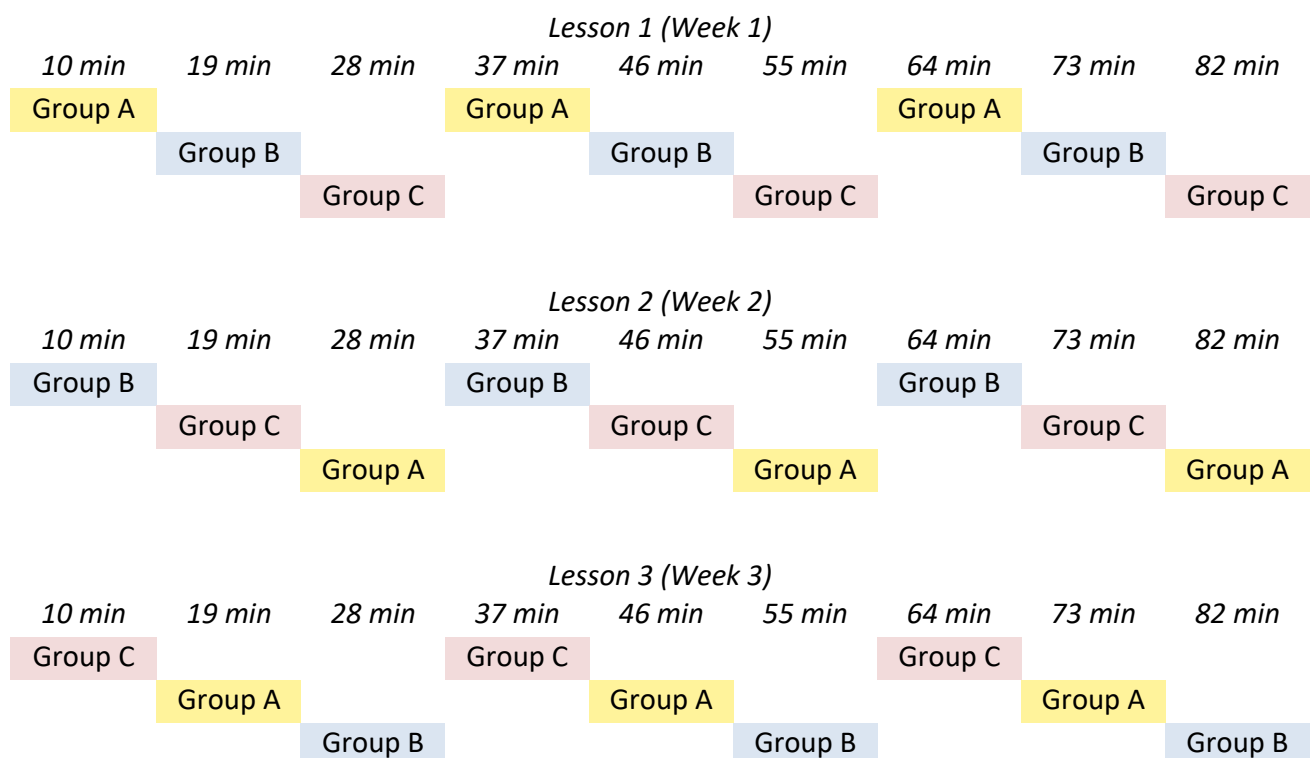 Lesson 1 (Week 1)
10 min 19 min 28 min 37 min 46 min 55 min 64 min 73 min 82 min
Group A Group A Group A
Group B Group B Group B
Group C Group C Group C
Lesson 2 (Week 2)
10 min 19 min 28 min 37 min 46 min 55 min 64 min 73 min 82 min
Group B Group B Group B
Group C Group C Group C
Group A Group A Group A
Lesson 3 (Week 3)
10 min 19 min 28 min 37 min 46 min 55 min 64 min 73 min 82 min
Group C Group C Group C
Group A Group A Group A
Group B Group B Group B